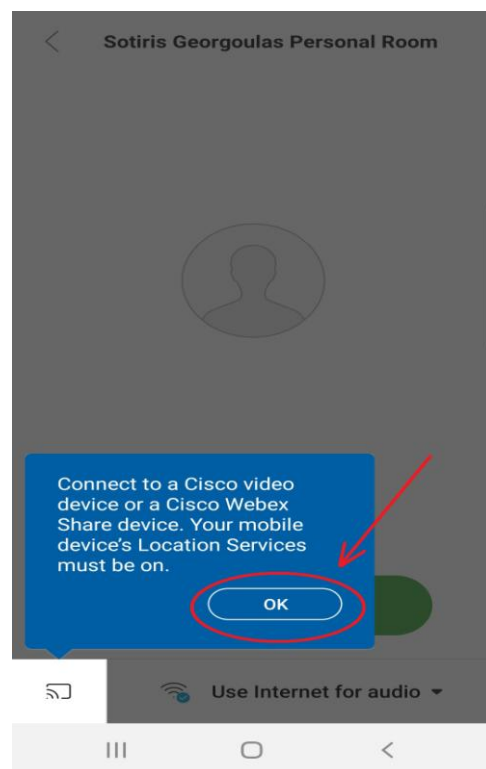 Sotiris Georgoulas Personal Room
Connect to a Cisco video
device or a Cisco Webex
Share device. Your mobile
device's Location Services
must be on.
OK
Use Internet for audio